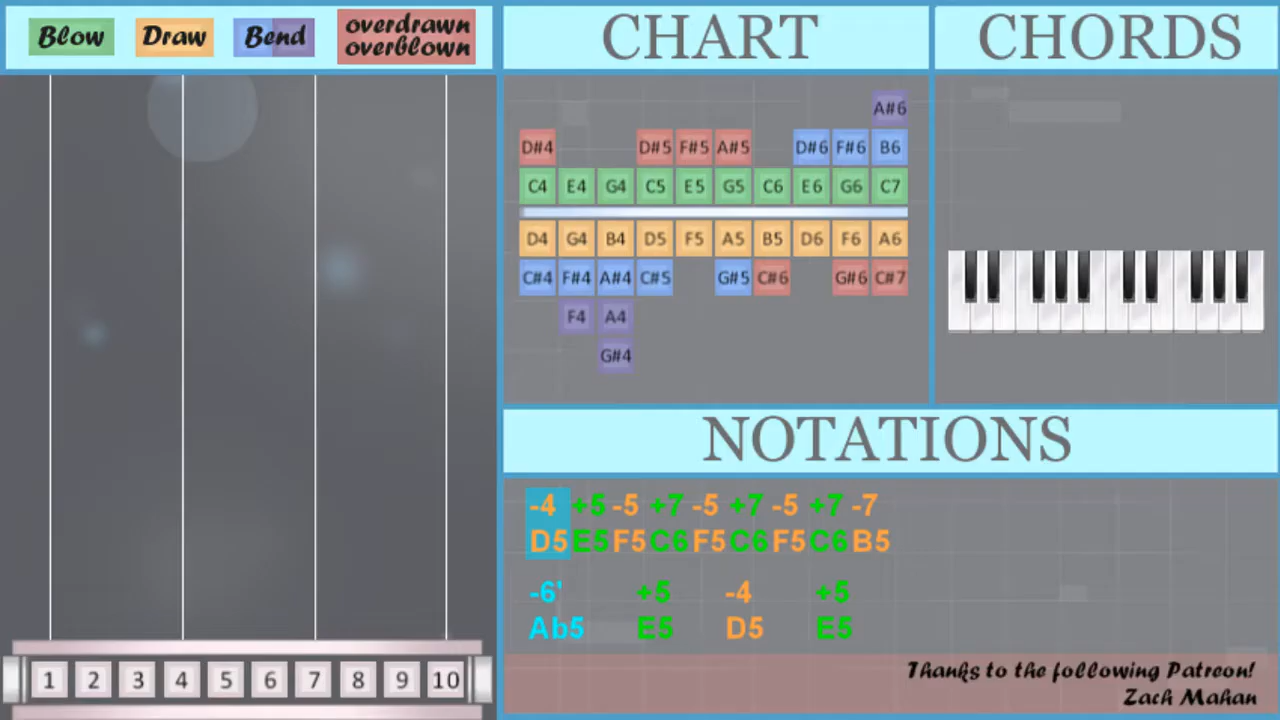 Blow Draw Bend overdrawn overblown
CHART
CHORDS
A#6
D#4 D#5 F#5 A#5 D#6 F#6 B6
C4 E4 G4 C5 E5 G5 C6 E6 G6 C7
D4 G4 B4 D5 F5 A5 B5 D6 F6 A6
C#4 F#4 A#4 C#5 G#5 C#6 G#6 C#7
F4 A4
G#4
NOTATIONS
-4 +5 -5 +7 -5 +7 -5 +7 -7
D5 E5 F5 C6 F5 C6 F5 C6 B5
-6' +5 -4 +5
Ab5 E5 D5 E5
Thanks to the following Patreon!
Zach Mahan
1 2 3 4 5 6 7 8 9 10